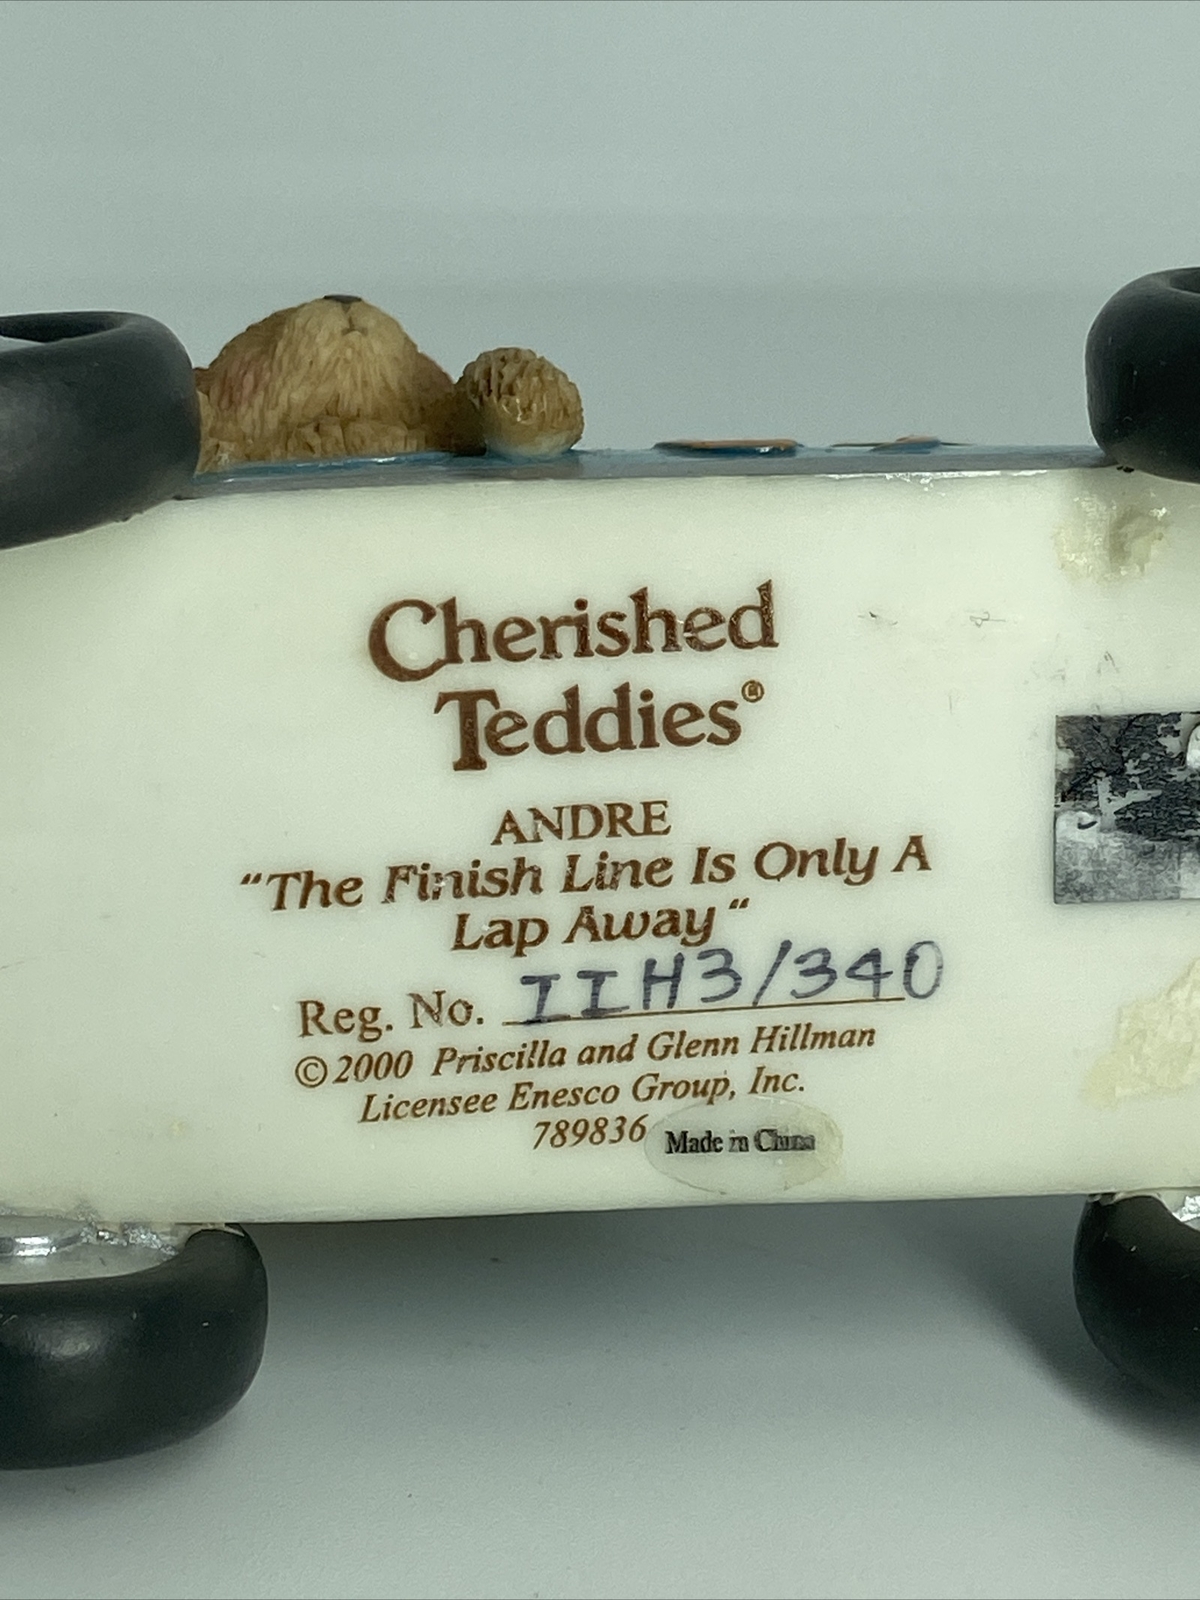 Cherished
Teddies®
ANDRE
“The Finish Line Is Only A
Lap Away“
Reg. No. IIH3/340
©2000 Priscilla and Glenn Hillman
Licensee Enesco Group, Inc.
789836
Made in China